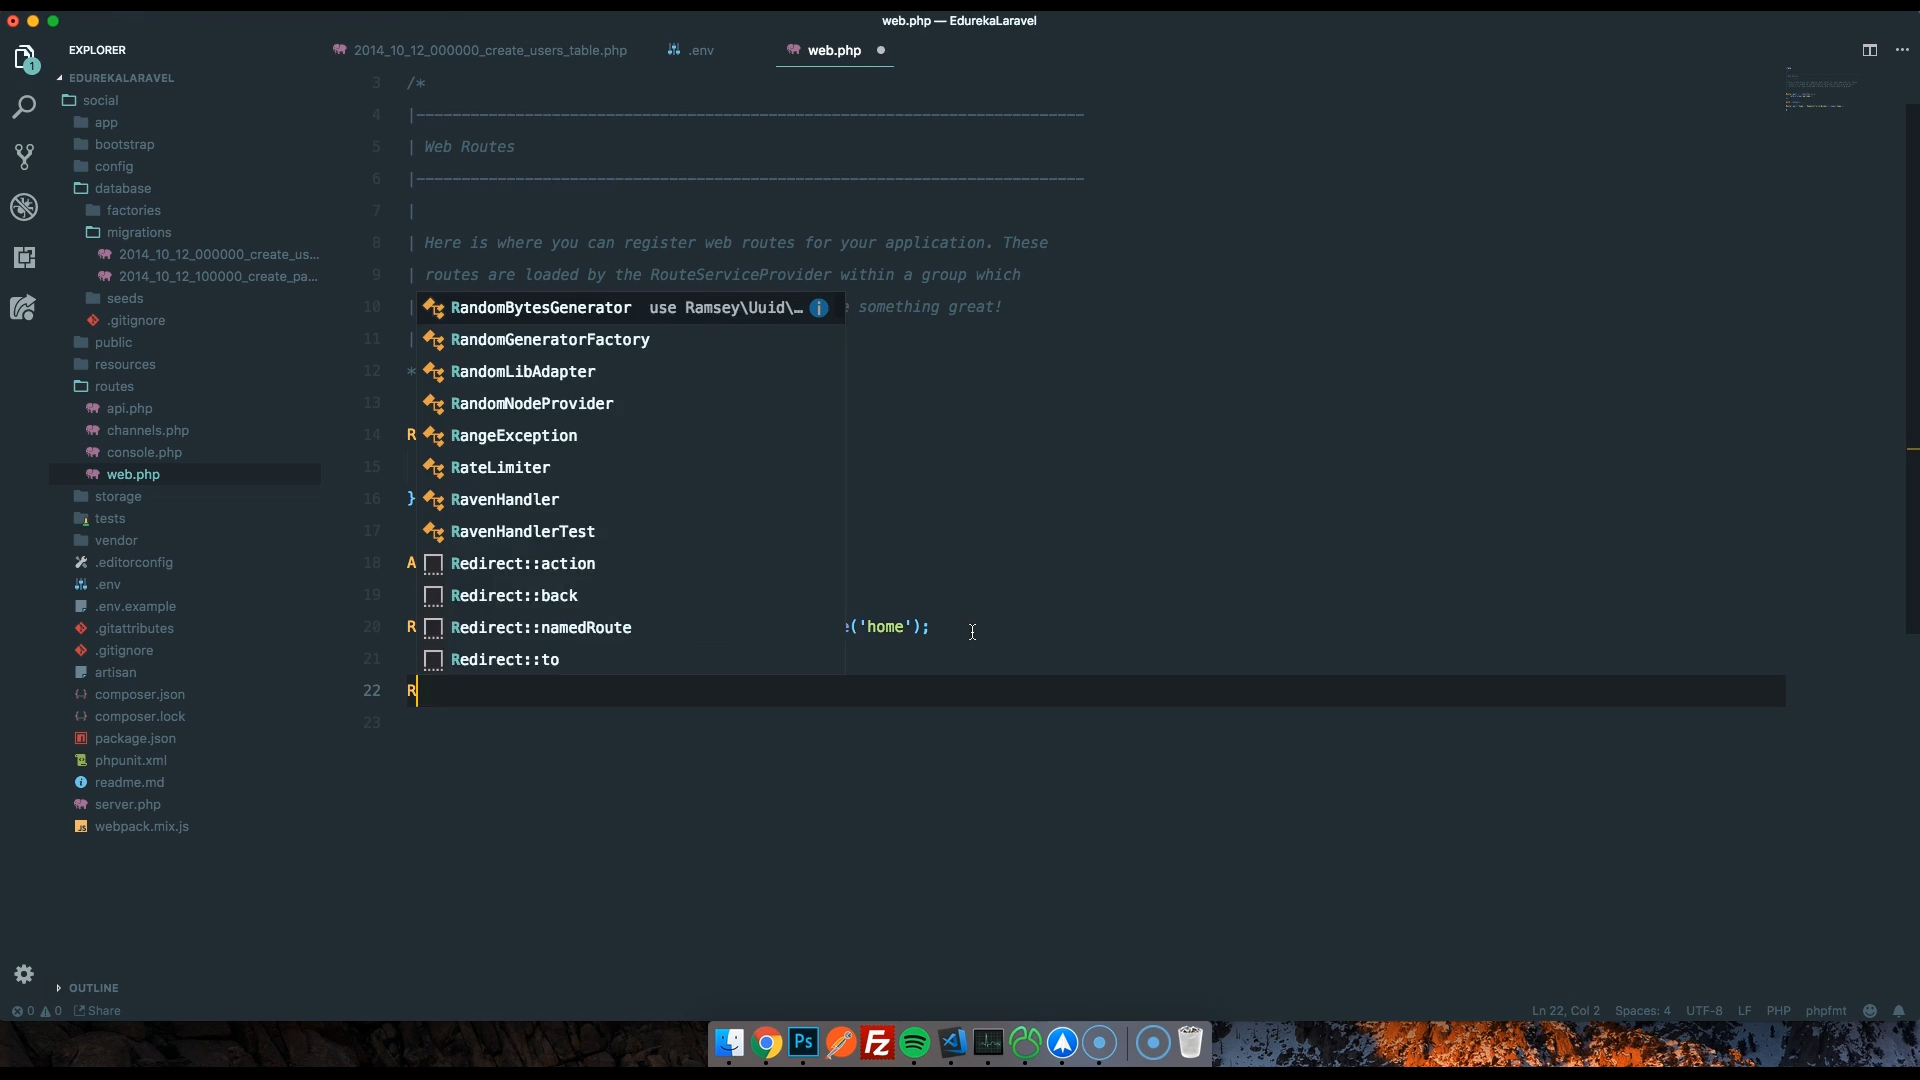 web.php — EdurekaLaravel
EXPLORER
2014_10_12_000000_create_users_table.php
.env
web.php
1
EDUREKALARAVEL
social
app
bootstrap
config
database
factories
migrations
2014_10_12_000000_create_us...
2014_10_12_100000_create_pa...
seeds
.gitignore
public
resources
routes
api.php
channels.php
console.php
web.php
storage
tests
vendor
.editorconfig
.env
.env.example
.gitattributes
.gitignore
artisan
composer.json
composer.lock
package.json
phpunit.xml
readme.md
server.php
webpack.mix.js
OUTLINE
3 /*
4 |--------------------------------------------------------------------------
5 | Web Routes
6 |--------------------------------------------------------------------------
7 |
8 | Here is where you can register web routes for your application. These
9 | routes are loaded by the RouteServiceProvider within a group which
10 | something great!
11 |
12 *
13
14 R
15
16 }
17
18 A
19
20 R e('home');
21
22 R
23
RandomBytesGenerator use Ramsey\Uuid\…
RandomGeneratorFactory
RandomLibAdapter
RandomNodeProvider
RangeException
RateLimiter
RavenHandler
RavenHandlerTest
Redirect::action
Redirect::back
Redirect::namedRoute
Redirect::to
0 0 Share
Ln 22, Col 2 Spaces: 4 UTF-8 LF PHP phpfmt
Ps
Fz